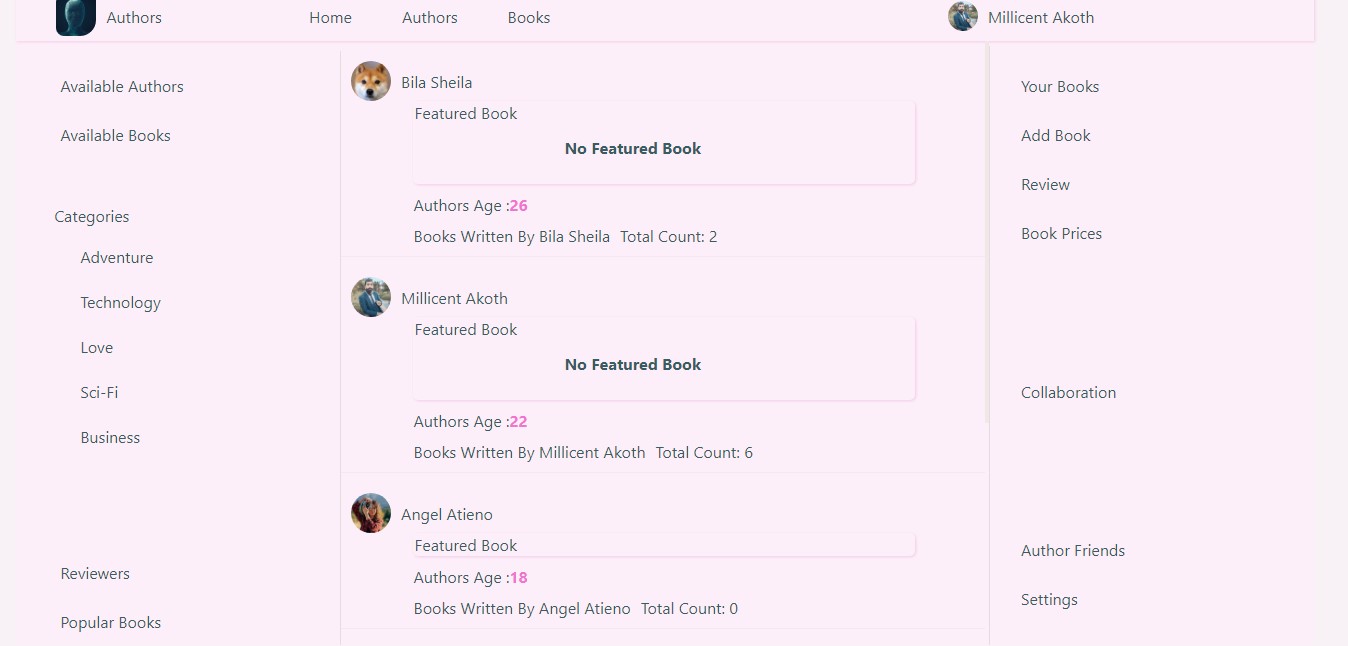 Authors
Home
Authors
Books
Millicent Akoth
Available Authors
Available Books
Categories
Adventure
Technology
Love
Sci-Fi
Business
Reviewers
Popular Books
Bila Sheila
Featured Book
No Featured Book
Authors Age :26
Books Written By Bila Sheila Total Count: 2
Millicent Akoth
Featured Book
No Featured Book
Authors Age :22
Books Written By Millicent Akoth Total Count: 6
Angel Atieno
Featured Book
Authors Age :18
Books Written By Angel Atieno Total Count: 0
Your Books
Add Book
Review
Book Prices
Collaboration
Author Friends
Settings